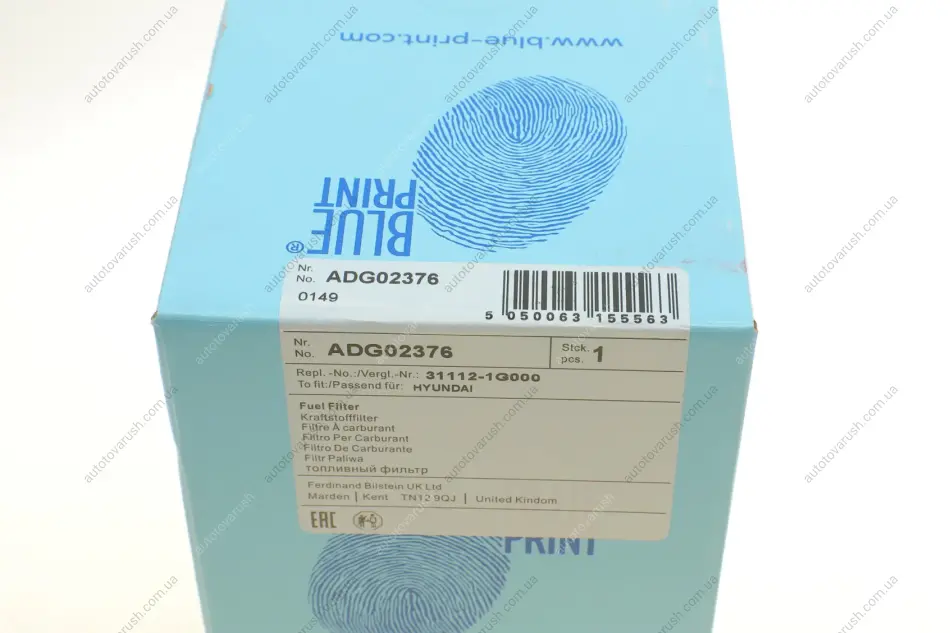 www.blue-print.com
BLUE
PRINT
®
Nr.
No. ADG02376
0149
5 050063 155563
Nr.
No. ADG02376
Stck.
pcs. 1
Repl. -No.:/Vergl.-Nr.: 31112-1G000
To fit:/Passend für: HYUNDAI
Fuel Filter
Kraftstofffilter
Filtre À carburant
Filtro Per Carburant
Filtro De Carburante
Filtr Paliwa
топливный фильтр
Ferdinand Bilstein UK Ltd
Marden | Kent TN12 9QJ | United Kindom
EAC
PRINT
autotovarush.com.ua